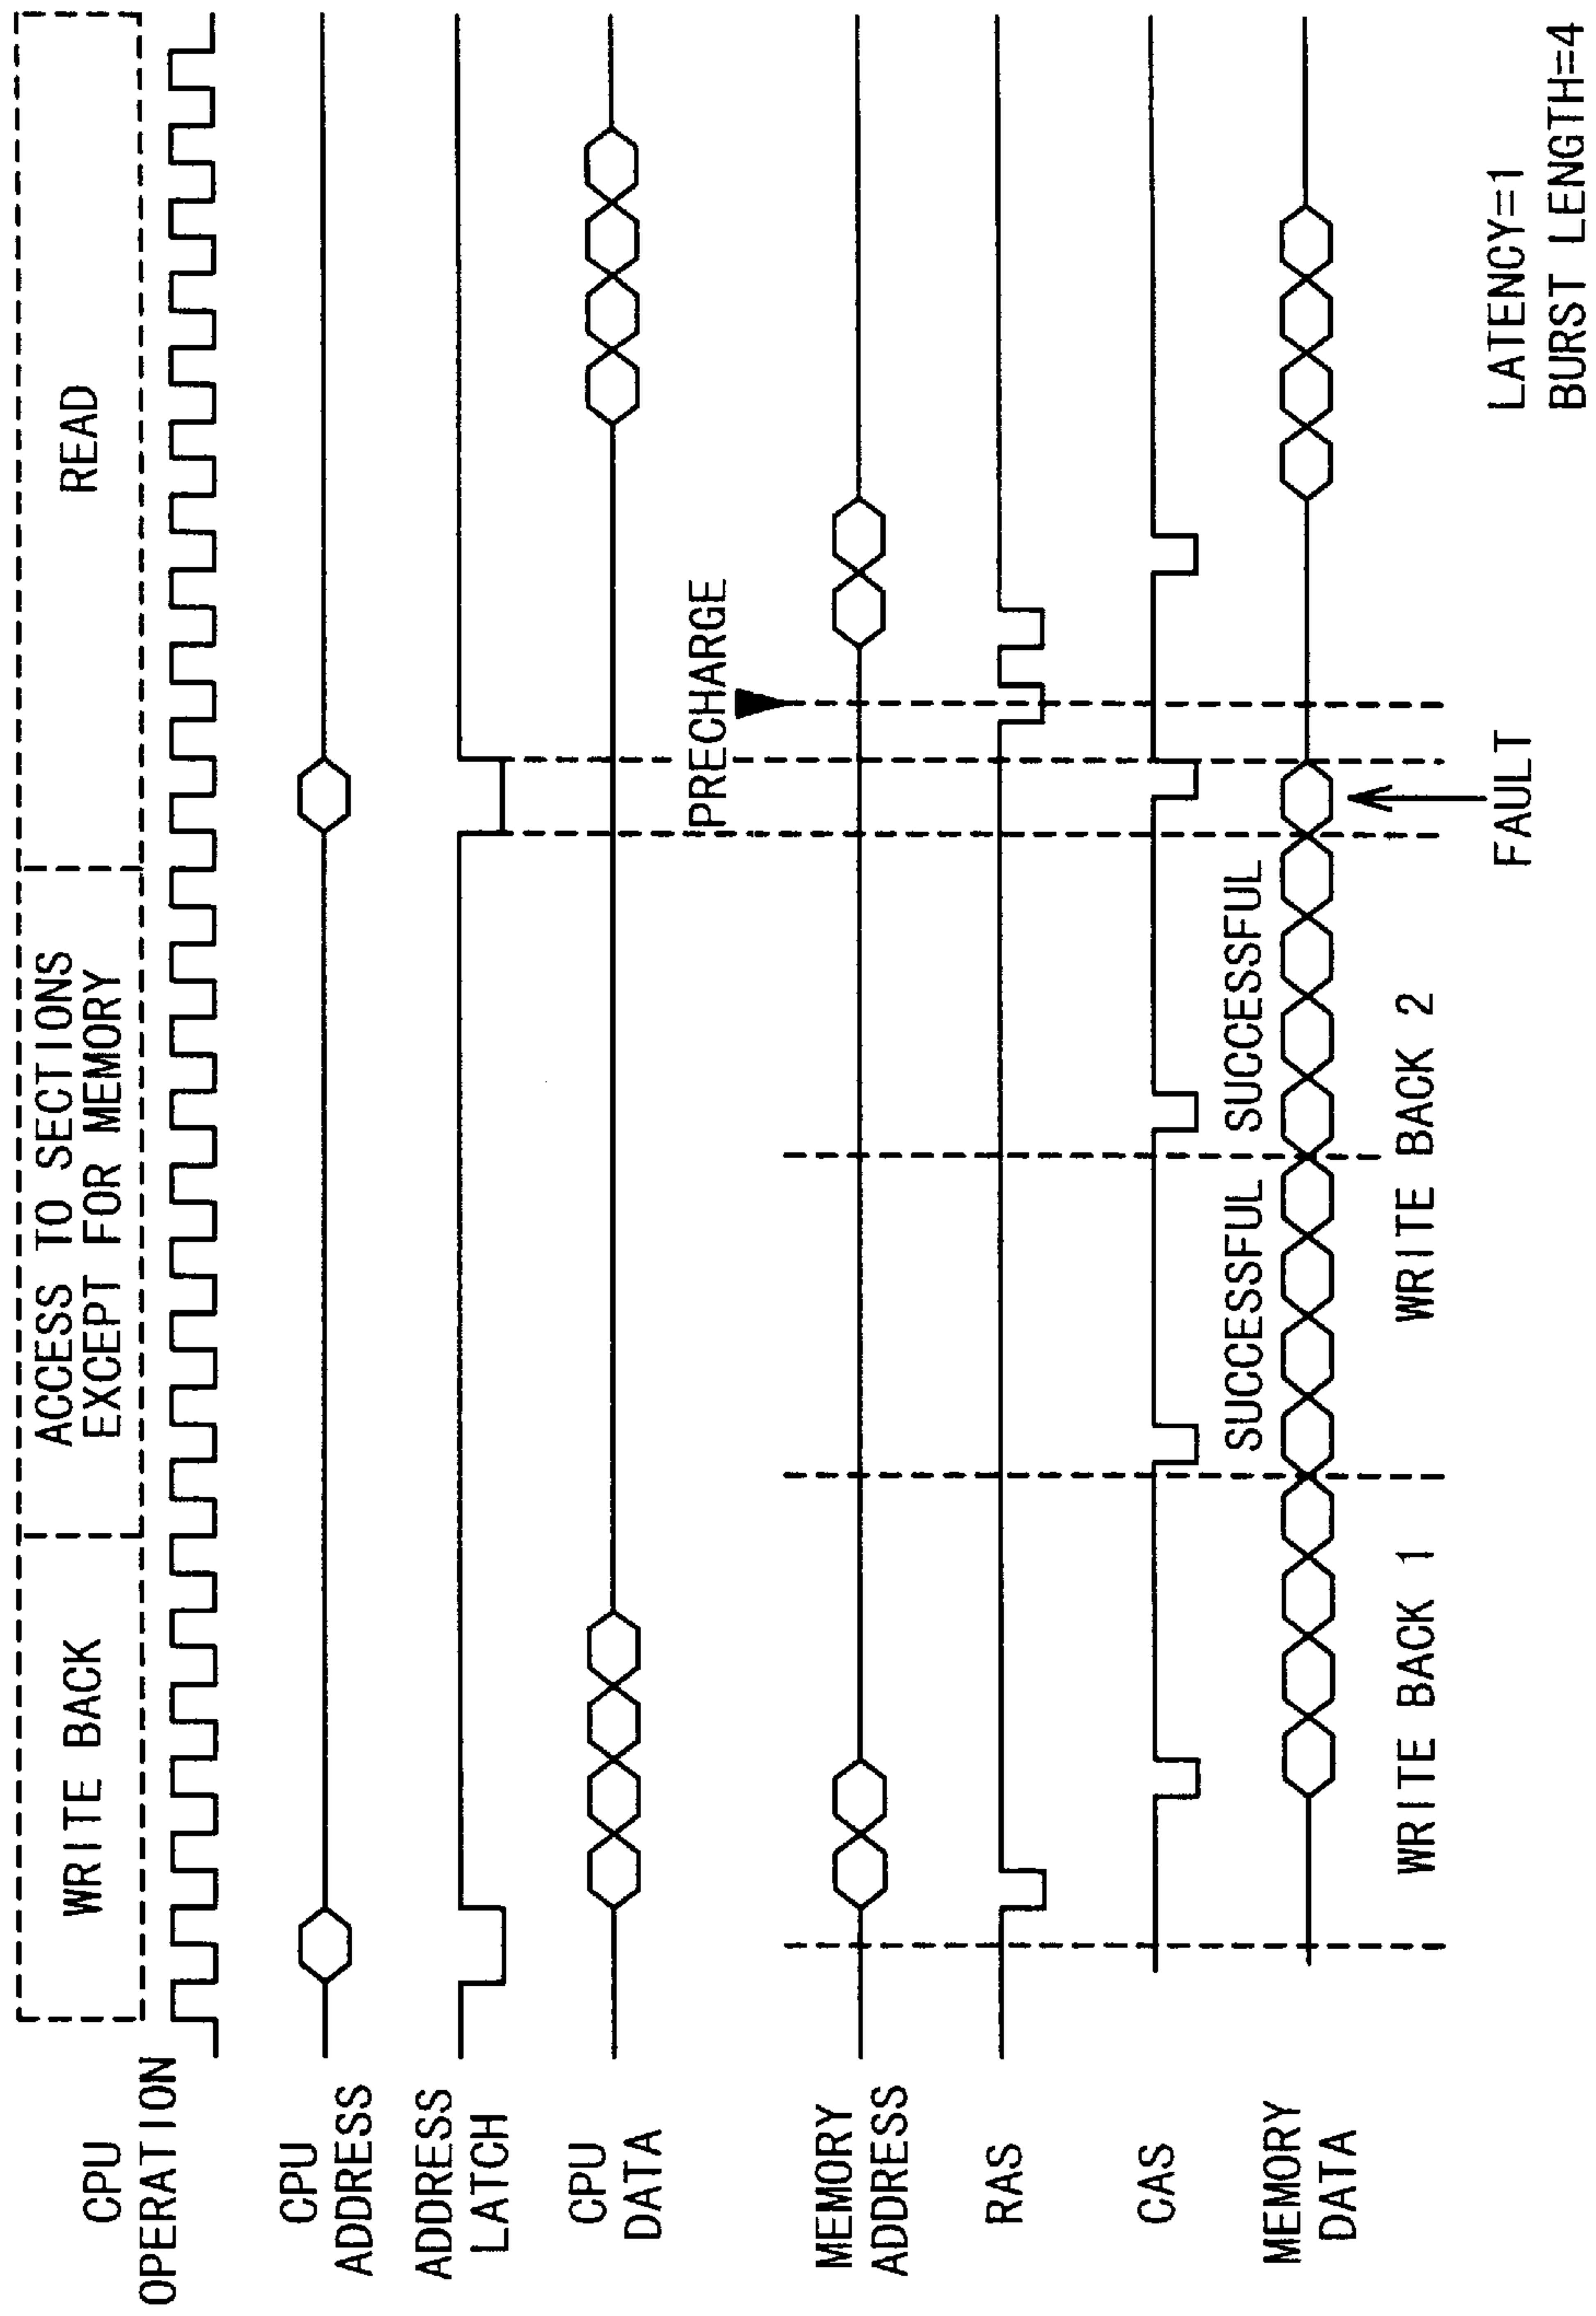 CPU
OPERATION
WRITE BACK
ACCESS TO SECTIONS
EXCEPT FOR MEMORY
READ
CPU
ADDRESS
ADDRESS
LATCH
CPU
DATA
PRECHARGE
MEMORY
ADDRESS
RAS
CAS
SUCCESSFUL SUCCESSFUL
MEMORY
DATA
WRITE BACK 1
WRITE BACK 2
FAULT
LATENCY=1
BURST LENGTH=4